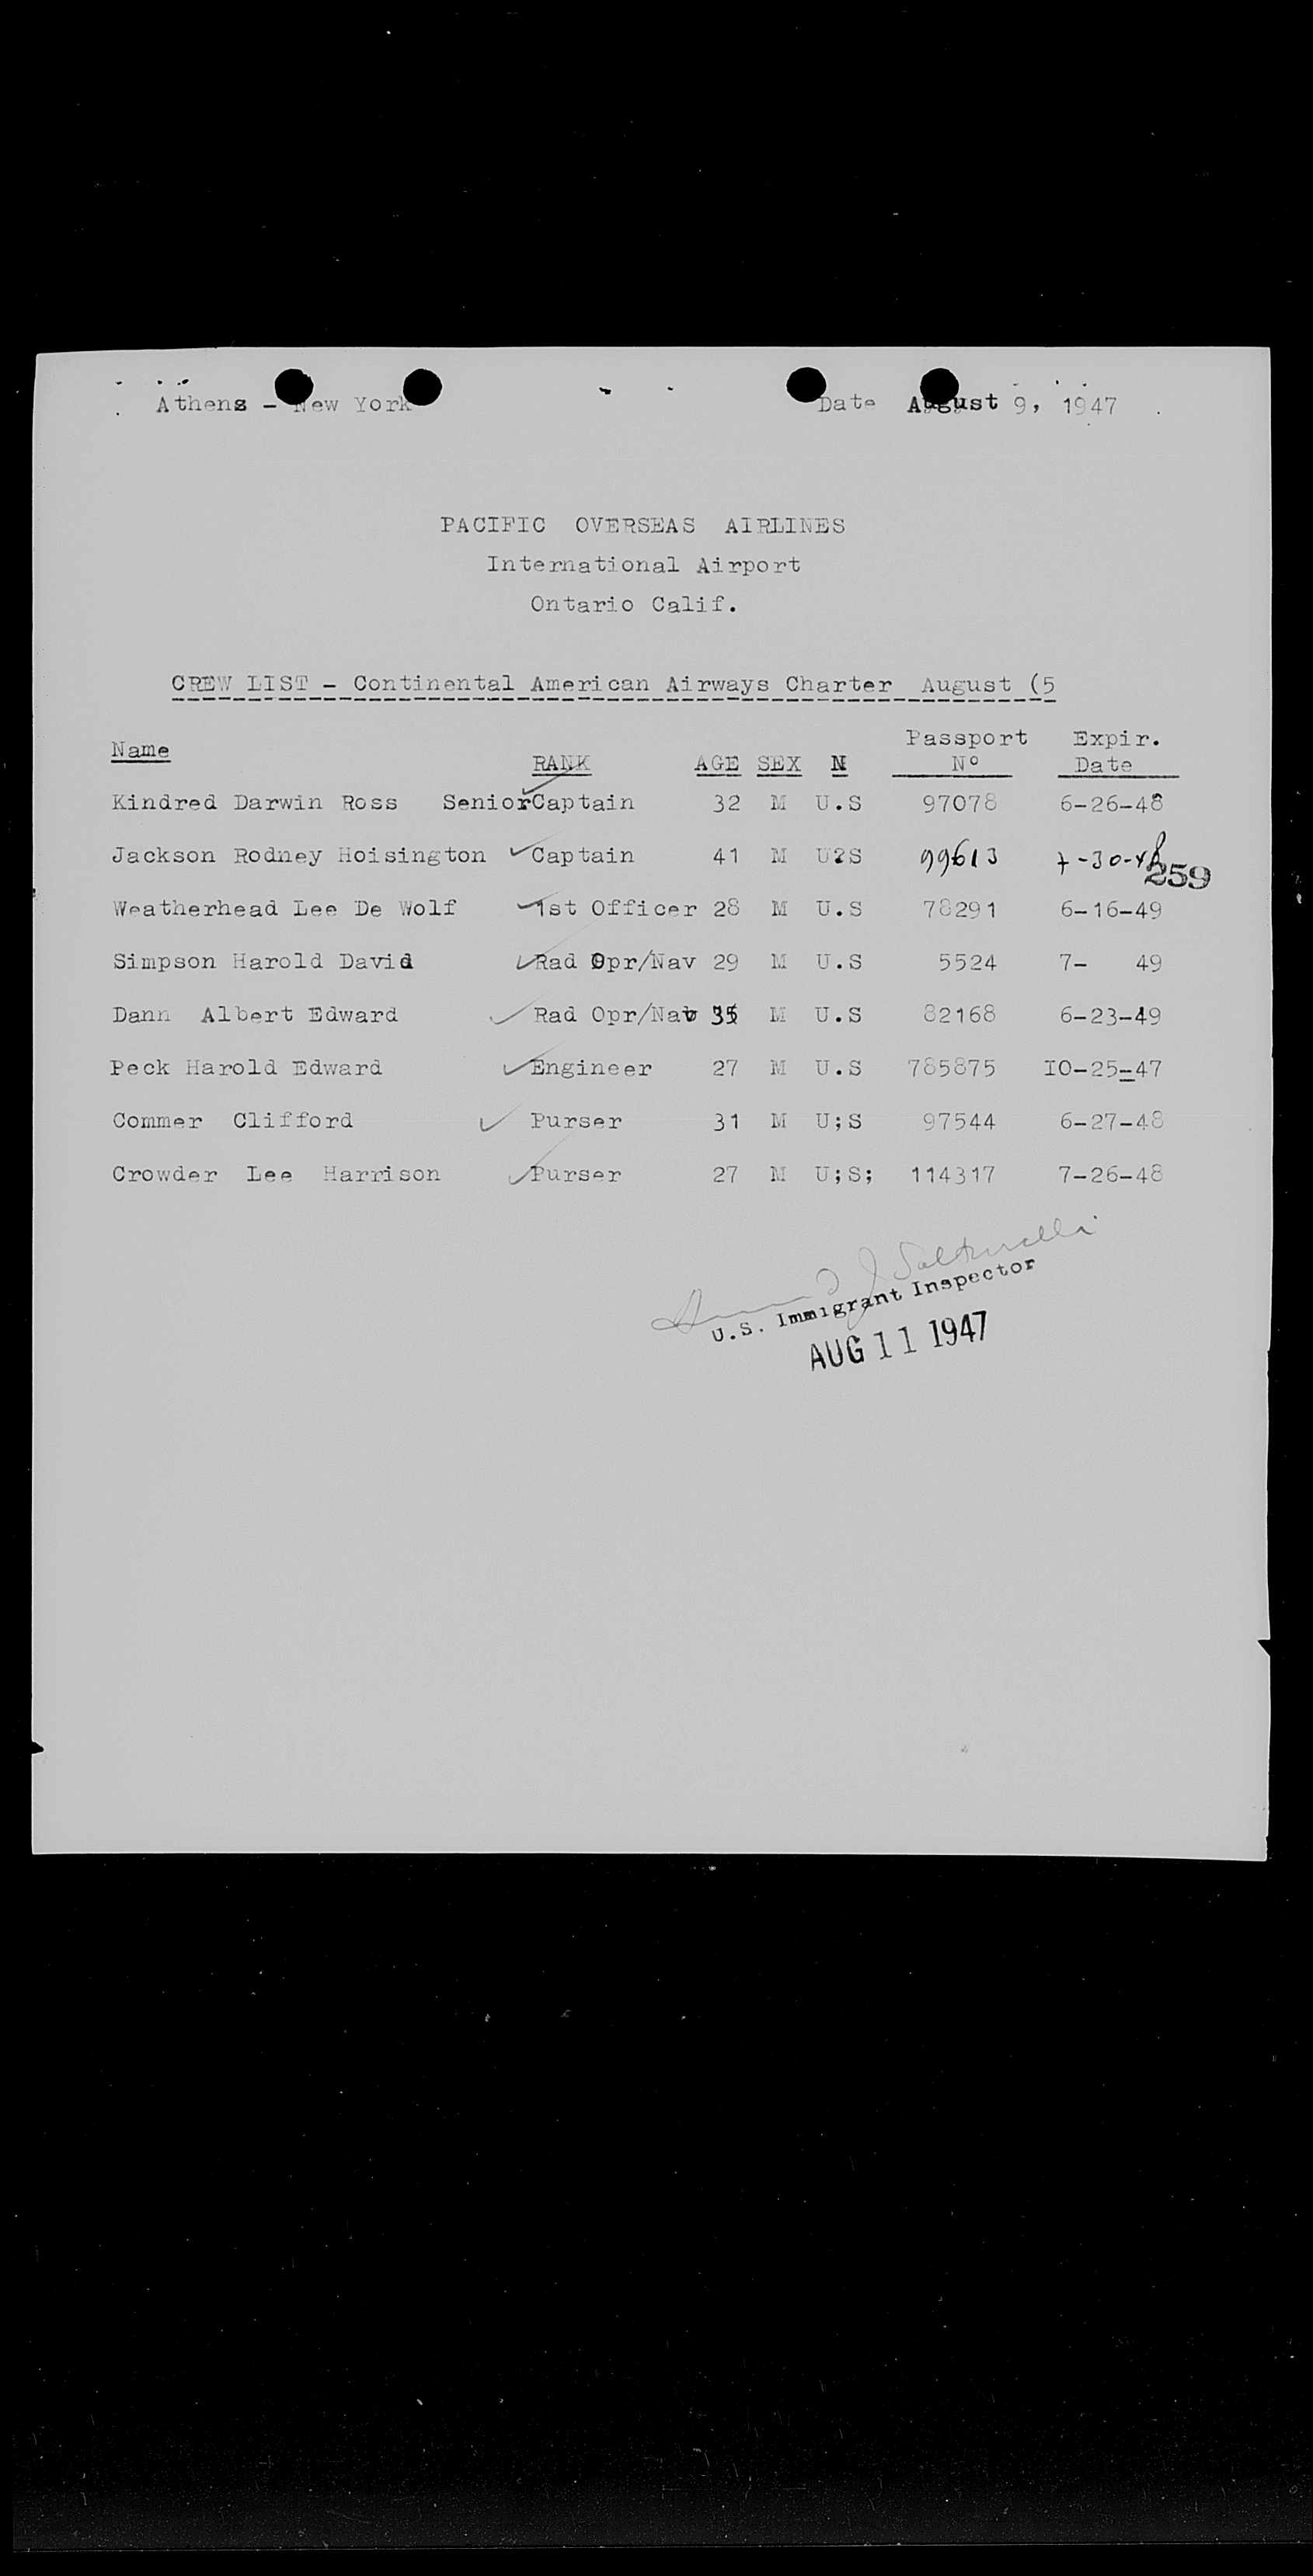 Athens - New York Date August 9, 1947
PACIFIC OVERSEAS AIRLINES
International Airport
Ontario Calif.
CREW LIST - Continental American Airways Charter August (5
Name RANK AGE SEX N Passport Nº Expir. Date
Kindred Darwin Ross Senior Captain 32 M U.S 97078 6-26-48
Jackson Rodney Hoisington Captain 41 M U?S 99613 7-30-48
259
Weatherhead Lee De Wolf 1st Officer 28 M U.S 78291 6-16-49
Simpson Harold David Rad Opr/Nav 29 M U.S 5524 7- 49
Dann Albert Edward Rad Opr/Nav M U.S 82168 6-23-49
Peck Harold Edward Engineer 27 M U.S 785875 IO-25-47
Commer Clifford Purser 31 M U;S 97544 6-27-48
Crowder Lee Harrison Purser 27 M U;S; 114317 7-26-48
U.S. Immigrant Inspector
AUG 11 1947